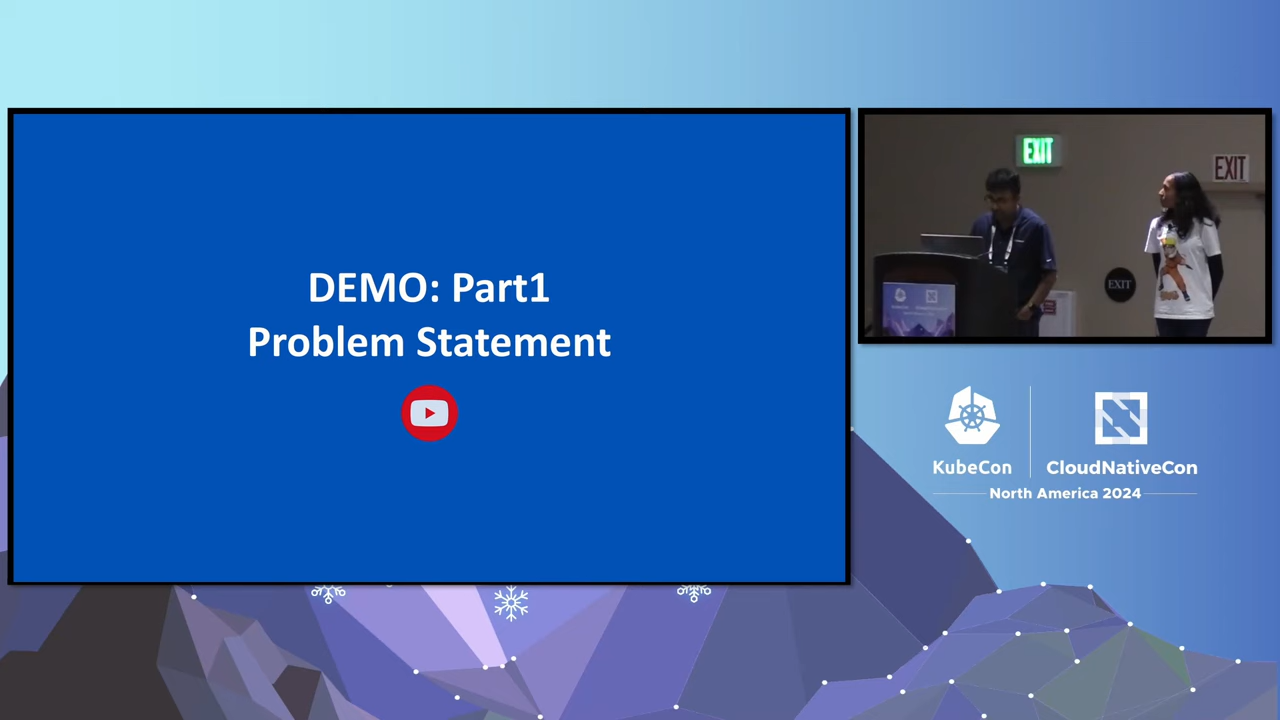 DEMO: Part1
Problem Statement
EXIT
EXIT
EXIT
KubeCon
CloudNativeCon
North America 2024